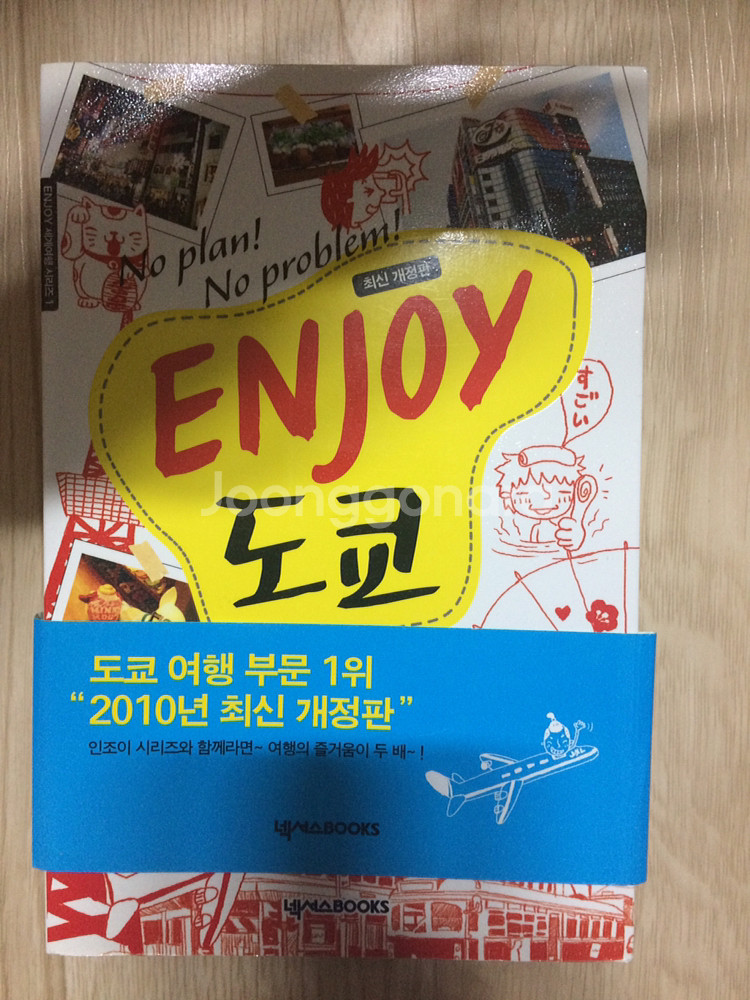 ENJOY 세계여행 시리즈 1
No plan!
No problem!
최신 개정판
ENJOY
도쿄
すごい
도쿄 여행 부문 1위
“2010년 최신 개정판”
인조이 시리즈와 함께라면~ 여행의 즐거움이 두 배~!
JAL
넥서스BOOKS
넥서스BOOKS